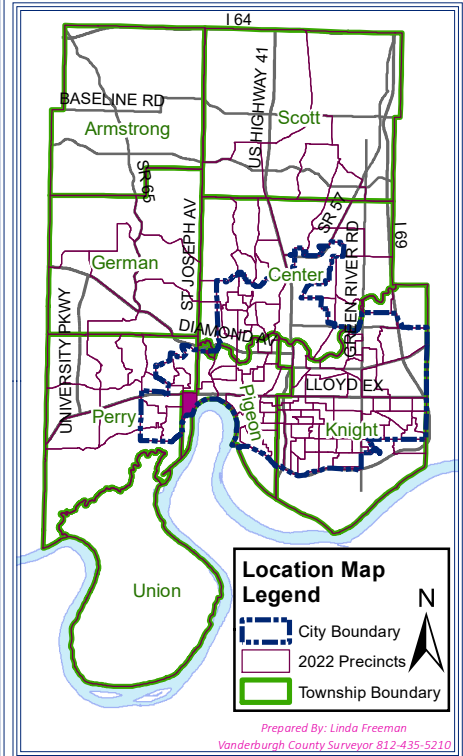 I 64
BASELINE RD
Armstrong
Scott
US HIGHWAY 41
SR 65
SR 57
I 69
ST JOSEPH AV
German
Center
GREEN RIVER RD
UNIVERSITY PKWY
DIAMOND AV
LLOYD EX
Perry
Pigeon
Knight
Union
Location Map
Legend
N
City Boundary
2022 Precincts
Township Boundary
Prepared By: Linda Freeman
Vanderburgh County Surveyor 812-435-5210